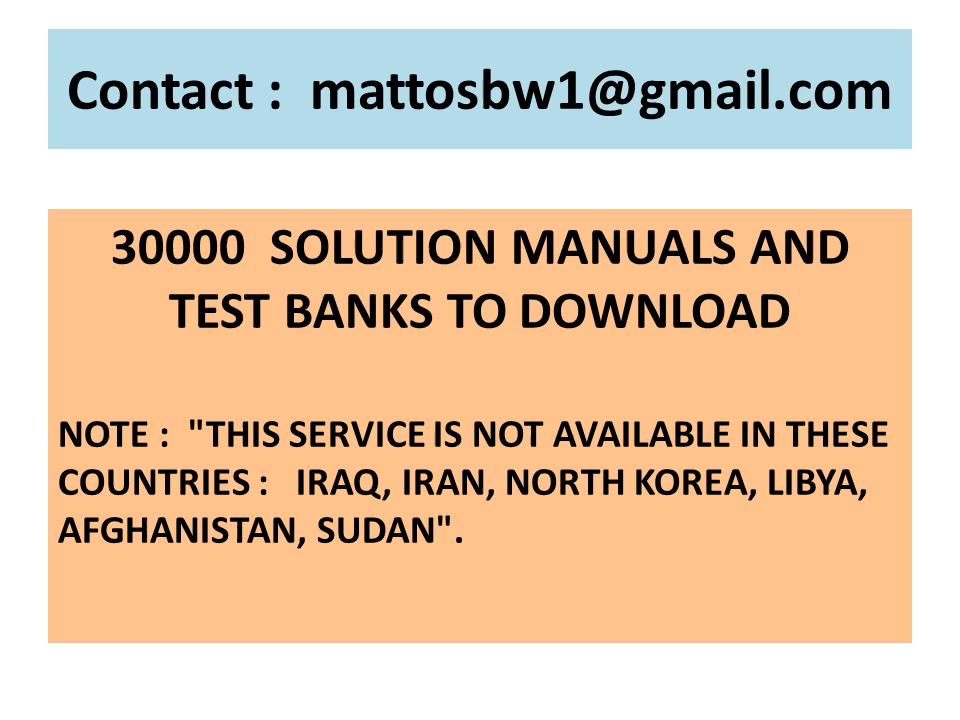 Contact :  mattosbw1@gmail.com
30000  SOLUTION MANUALS AND
TEST BANKS TO DOWNLOAD
NOTE :  "THIS SERVICE IS NOT AVAILABLE IN THESE
COUNTRIES :   IRAQ, IRAN, NORTH KOREA, LIBYA,
AFGHANISTAN, SUDAN".